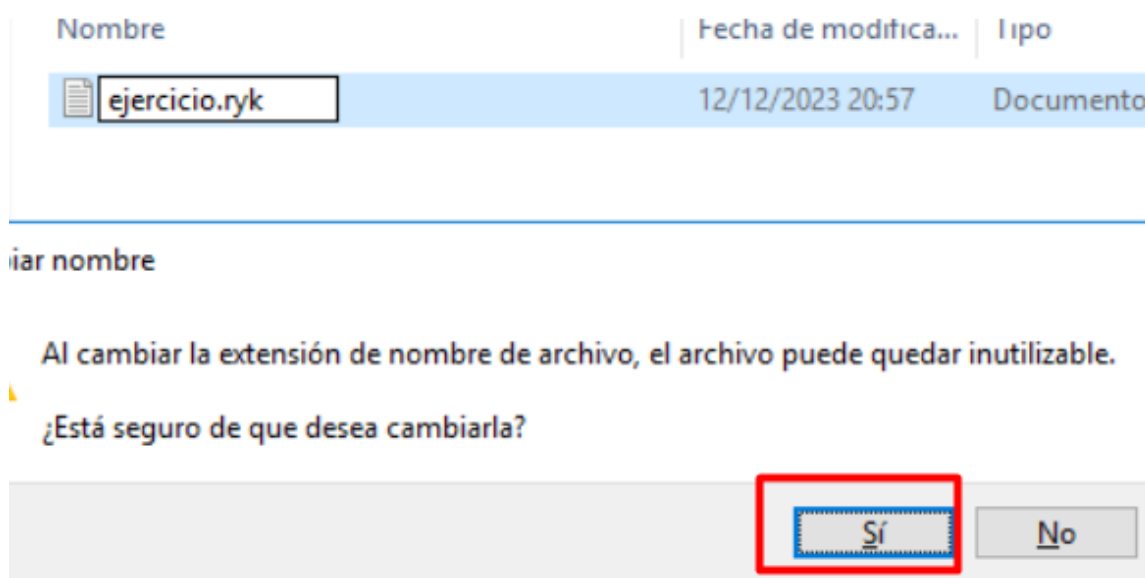 Nombre Fecha de modifica... Tipo
ejercicio.ryk 12/12/2023 20:57 Documento
iar nombre
Al cambiar la extensión de nombre de archivo, el archivo puede quedar inutilizable.
¿Está seguro de que desea cambiarla?
Sí No